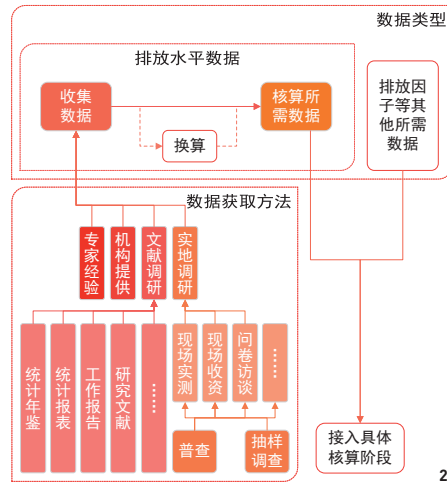 数据类型
排放水平数据
收集
数据
核算所
需数据
换算
排放因
子等其
他所需
数据
数据获取方法
专家经验
机构提供
文献调研
实地调研
统计年鉴
统计报表
工作报告
研究文献
……
现场实测
现场收资
问卷访谈
……
普查
抽样
调查
接入具体
核算阶段
2